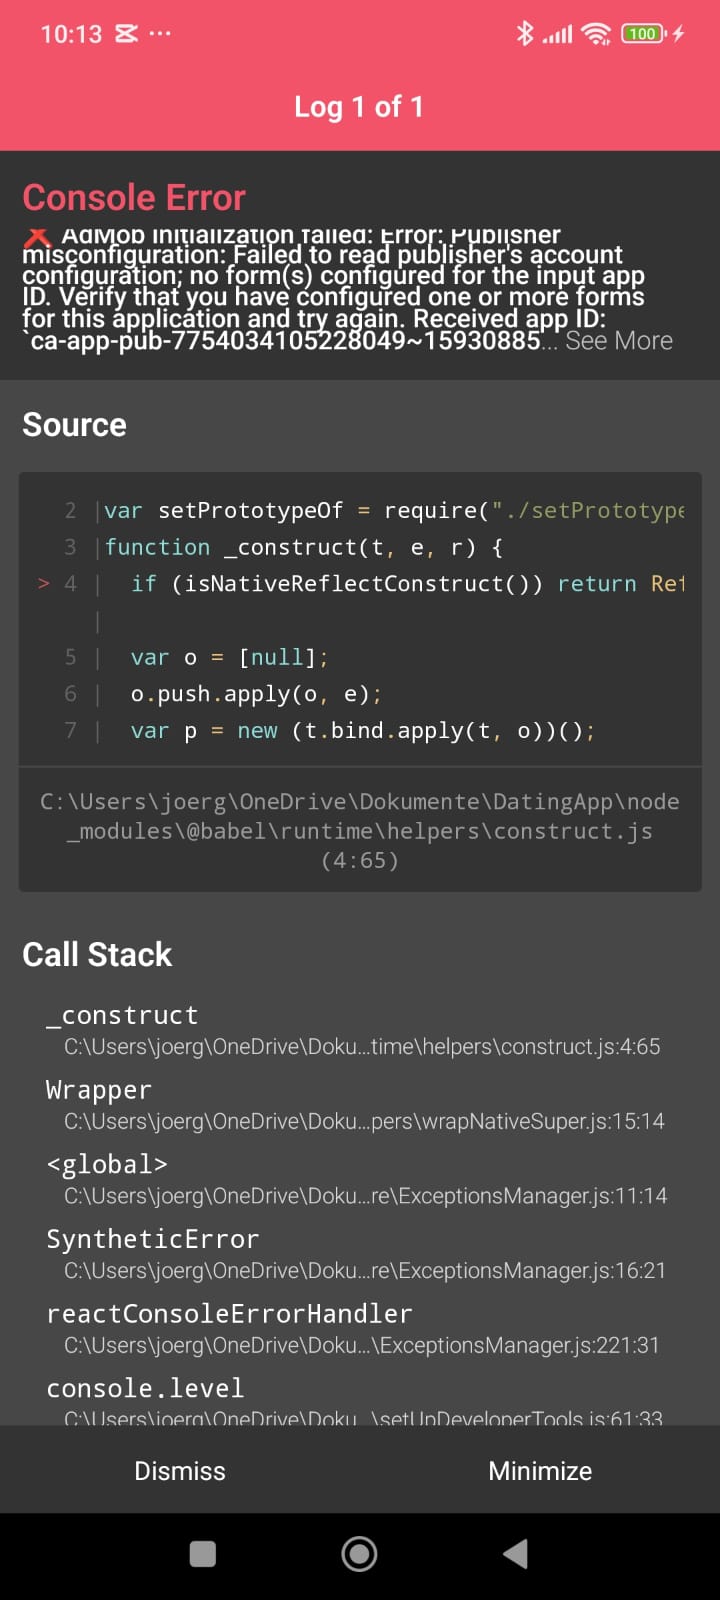 10:13
100
Log 1 of 1
Console Error
❌ AdMob Initialization failed: Error: Publisher
misconfiguration: Failed to read publisher's account
configuration; no form(s) configured for the input app
ID. Verify that you have configured one or more forms
for this application and try again. Received app ID:
`ca-app-pub-7754034105228049~15930885... See More
Source
2 |var setPrototypeOf = require("./setPrototype
3 |function _construct(t, e, r) {
> 4 |  if (isNativeReflectConstruct()) return Ref
|
5 |  var o = [null];
6 |  o.push.apply(o, e);
7 |  var p = new (t.bind.apply(t, o))();
C:\Users\joerg\OneDrive\Dokumente\DatingApp\node
_modules\@babel\runtime\helpers\construct.js
(4:65)
Call Stack
_construct
C:\Users\joerg\OneDrive\Doku...time\helpers\construct.js:4:65
Wrapper
C:\Users\joerg\OneDrive\Doku...pers\wrapNativeSuper.js:15:14
<global>
C:\Users\joerg\OneDrive\Doku...re\ExceptionsManager.js:11:14
SyntheticError
C:\Users\joerg\OneDrive\Doku...re\ExceptionsManager.js:16:21
reactConsoleErrorHandler
C:\Users\joerg\OneDrive\Doku...\ExceptionsManager.js:221:31
console.level
C:\Users\joerg\OneDrive\Doku...\setUpDeveloperTools.js:61:33
Dismiss
Minimize